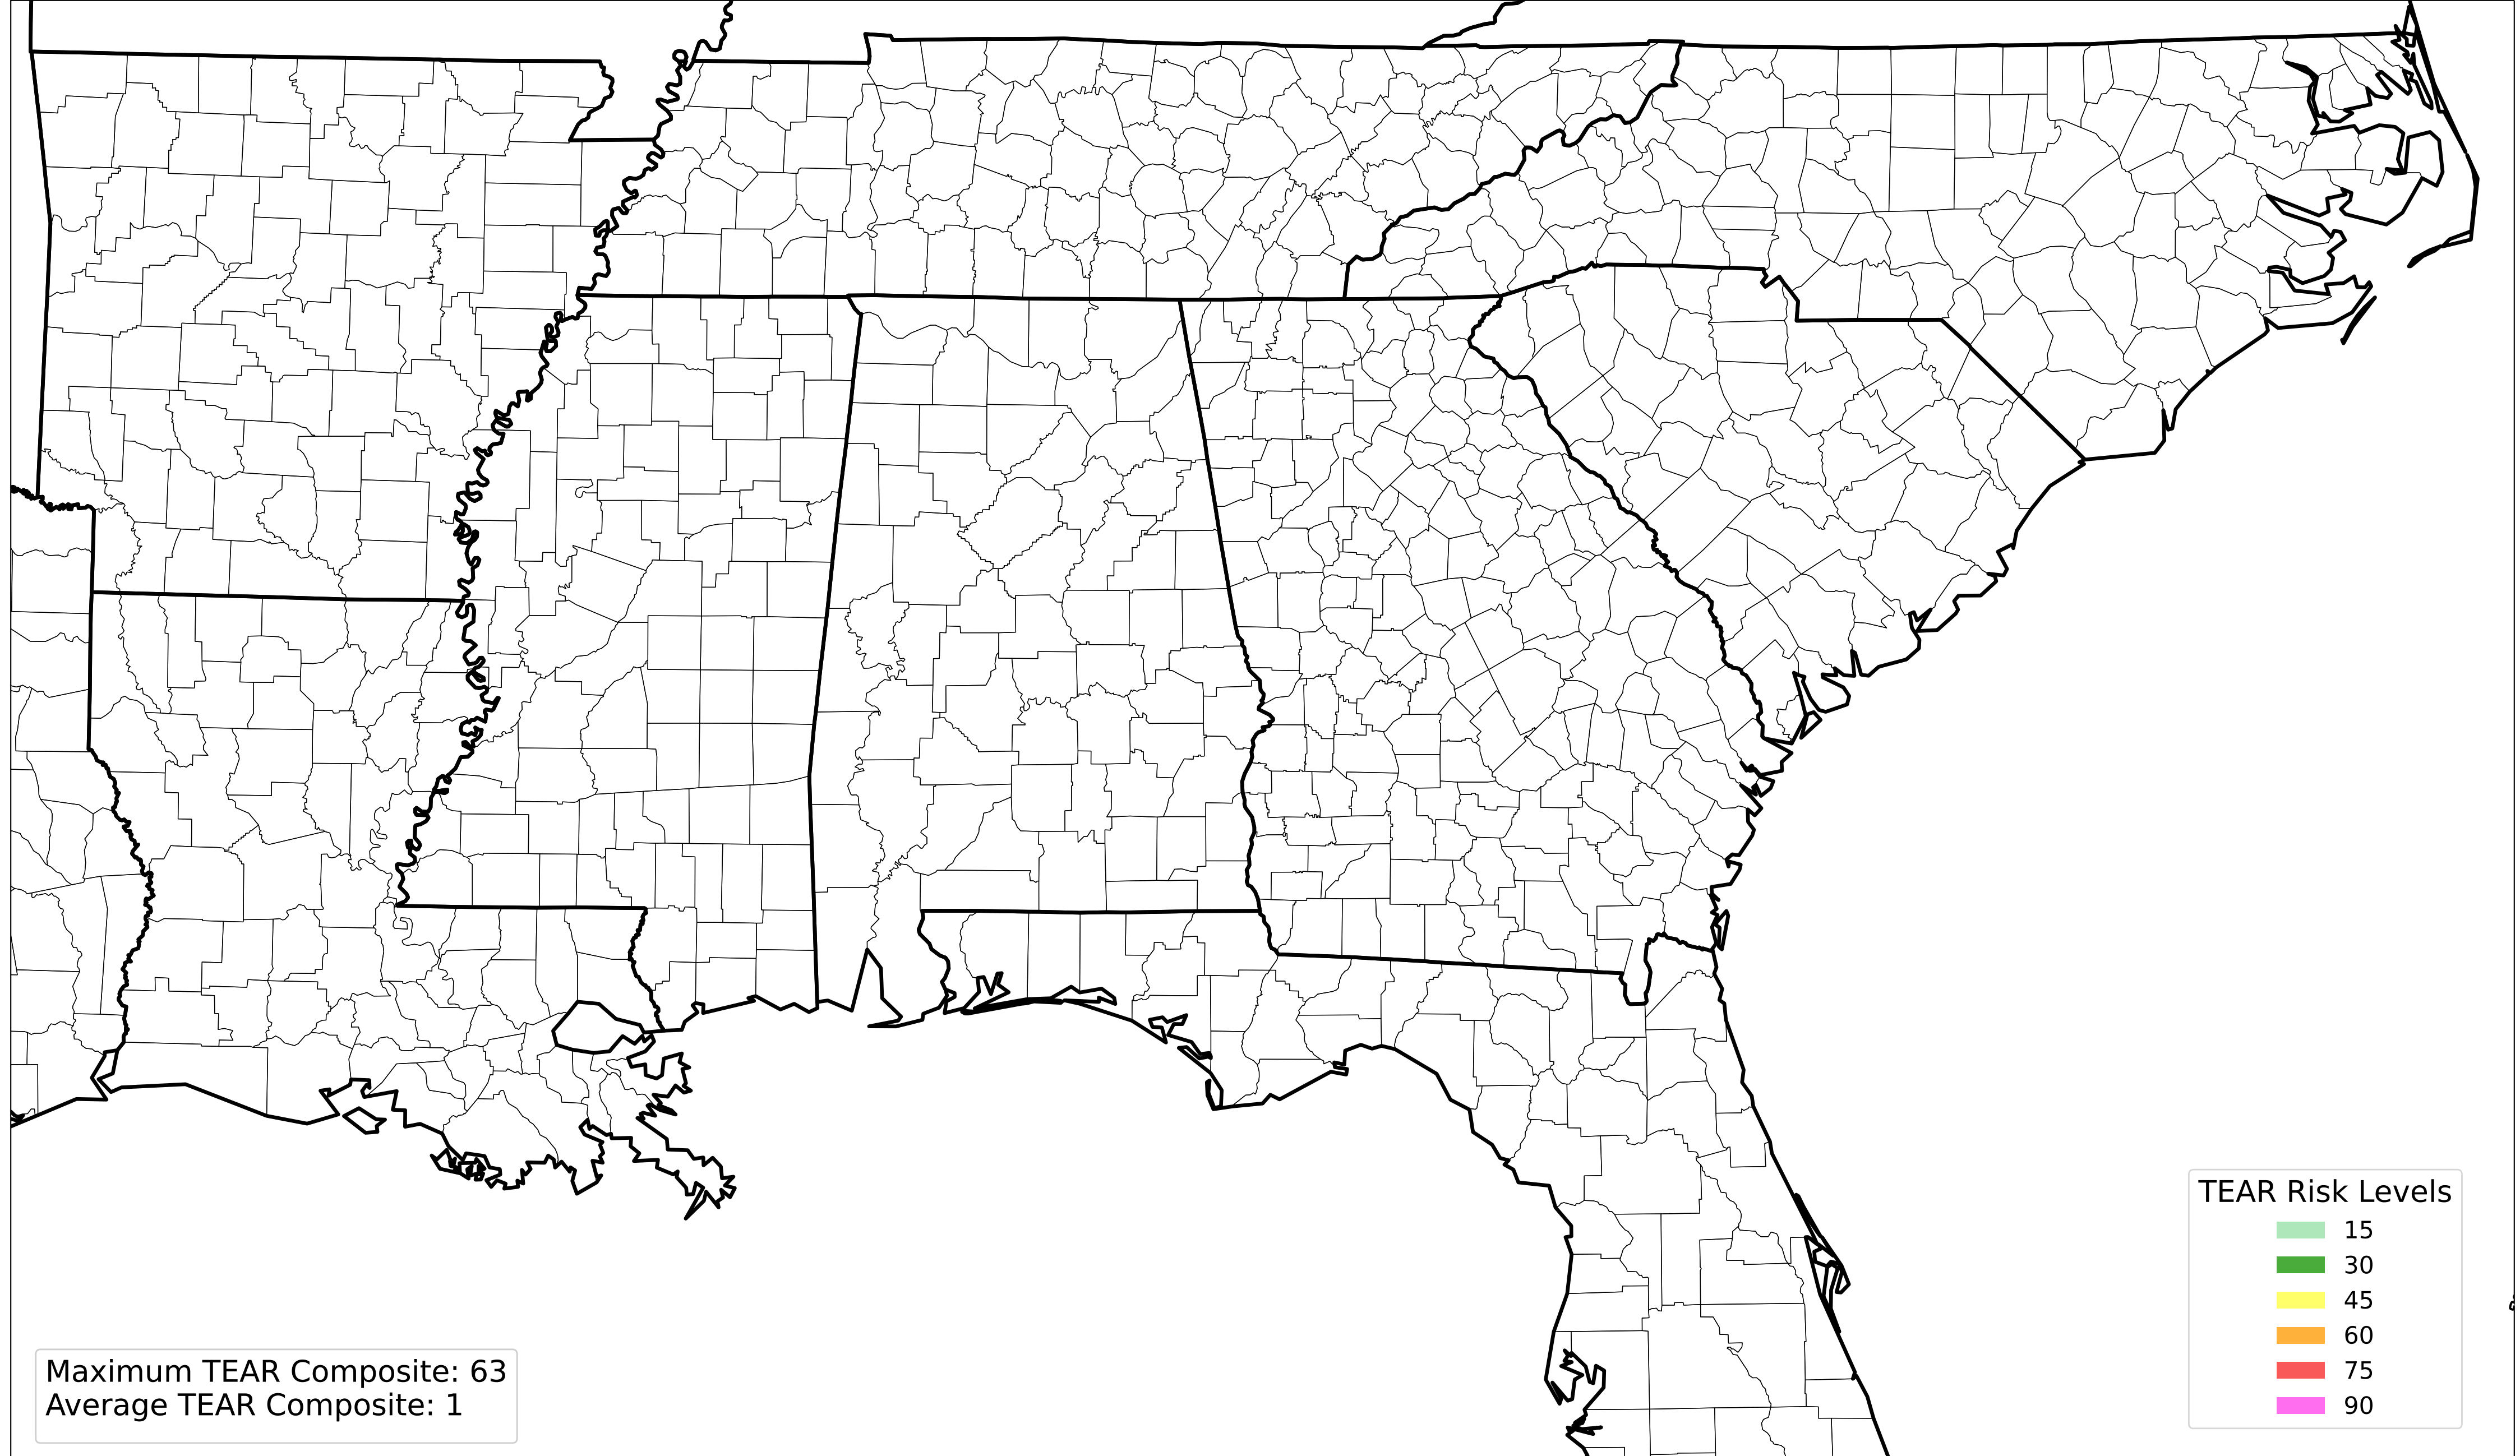 TEAR Risk Levels
15
30
45
60
75
90
Maximum TEAR Composite: 63
Average TEAR Composite: 1